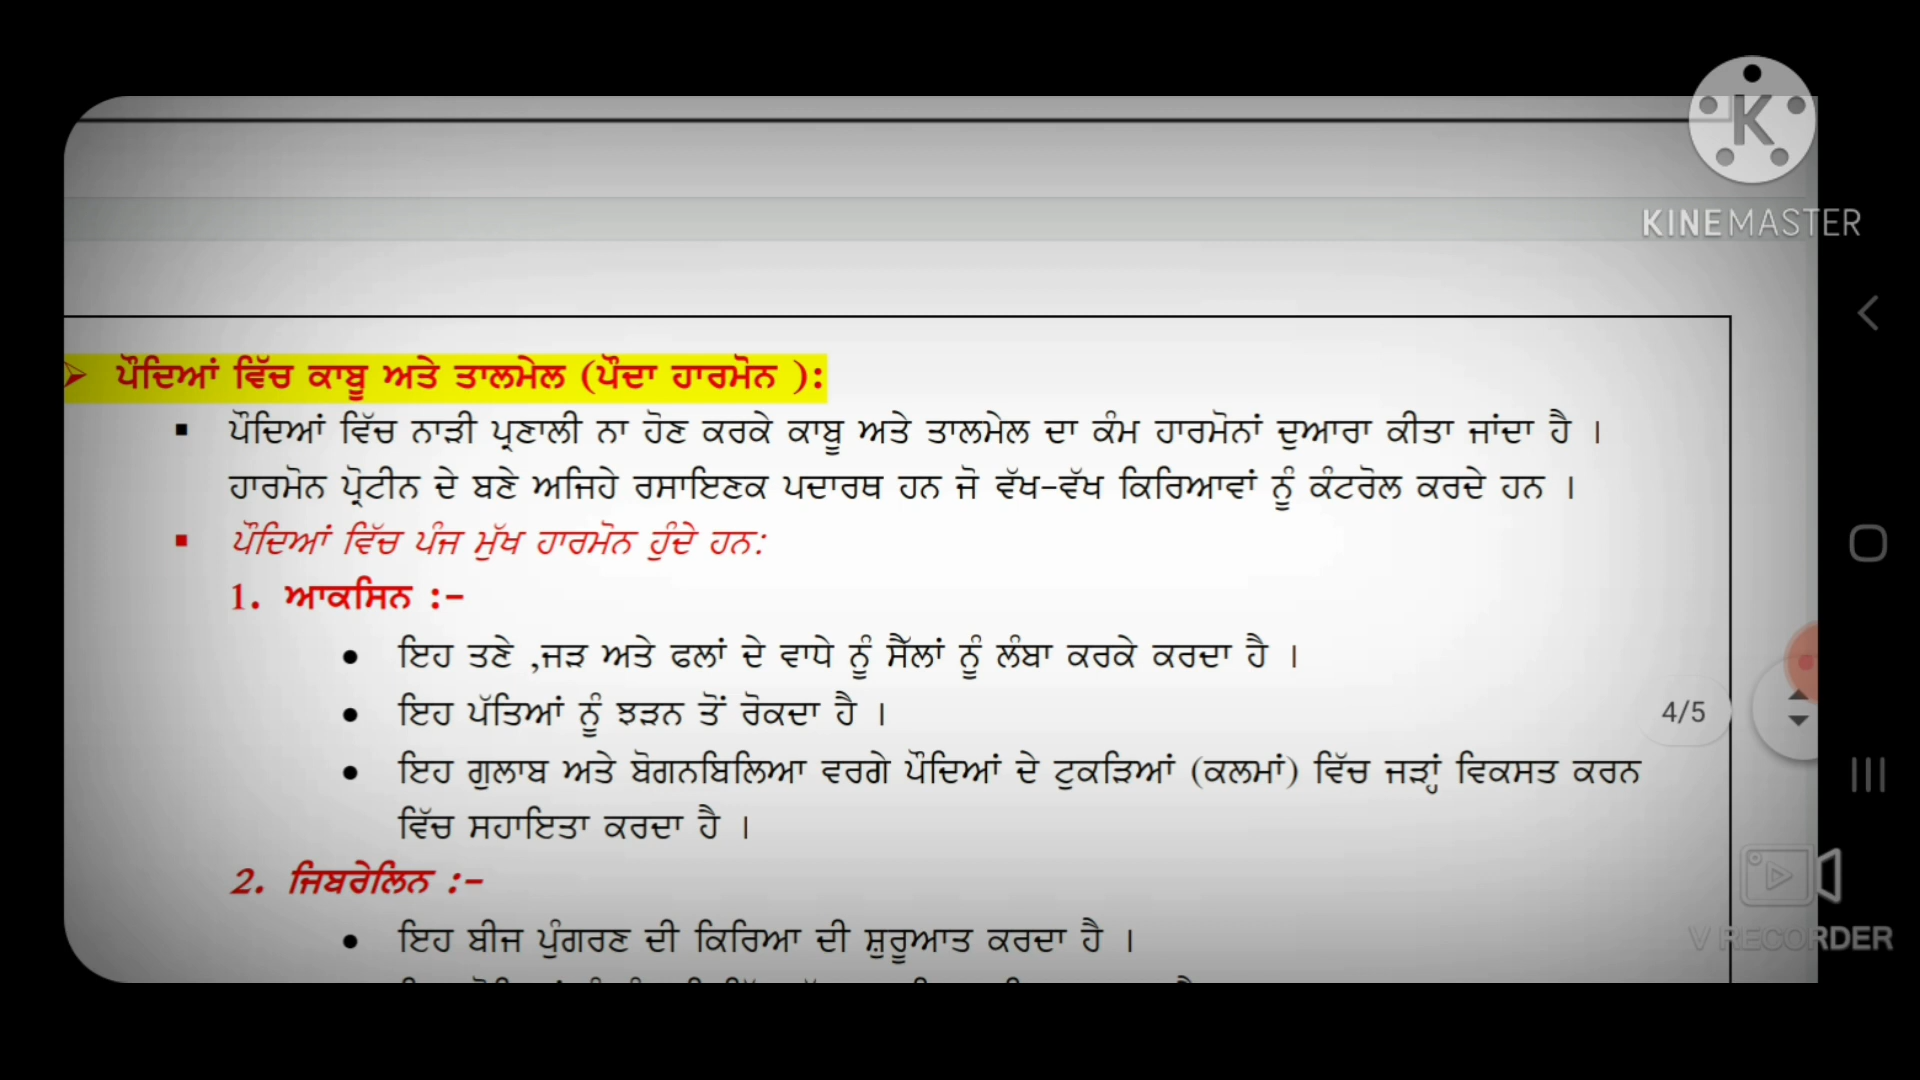 K
KINEMASTER
ਪੌਦਿਆਂ ਵਿੱਚ ਕਾਬੂ ਅਤੇ ਤਾਲਮੇਲ (ਪੌਦਾ ਹਾਰਮੋਨ ):
ਪੌਦਿਆਂ ਵਿੱਚ ਨਾੜੀ ਪ੍ਰਣਾਲੀ ਨਾ ਹੋਣ ਕਰਕੇ ਕਾਬੂ ਅਤੇ ਤਾਲਮੇਲ ਦਾ ਕੰਮ ਹਾਰਮੋਨਾਂ ਦੁਆਰਾ ਕੀਤਾ ਜਾਂਦਾ ਹੈ ।
ਹਾਰਮੋਨ ਪ੍ਰੋਟੀਨ ਦੇ ਬਣੇ ਅਜਿਹੇ ਰਸਾਇਣਕ ਪਦਾਰਥ ਹਨ ਜੋ ਵੱਖ-ਵੱਖ ਕਿਰਿਆਵਾਂ ਨੂੰ ਕੰਟਰੋਲ ਕਰਦੇ ਹਨ ।
ਪੌਦਿਆਂ ਵਿੱਚ ਪੰਜ ਮੁੱਖ ਹਾਰਮੋਨ ਹੁੰਦੇ ਹਨ:
1. ਆਕਸਿਨ :-
ਇਹ ਤਣੇ ,ਜੜ ਅਤੇ ਫਲਾਂ ਦੇ ਵਾਧੇ ਨੂੰ ਸੈੱਲਾਂ ਨੂੰ ਲੰਬਾ ਕਰਕੇ ਕਰਦਾ ਹੈ ।
ਇਹ ਪੱਤਿਆਂ ਨੂੰ ਝੜਨ ਤੋਂ ਰੋਕਦਾ ਹੈ ।
4/5
ਇਹ ਗੁਲਾਬ ਅਤੇ ਬੋਗਨਬਿਲਿਆ ਵਰਗੇ ਪੌਦਿਆਂ ਦੇ ਟੁਕੜਿਆਂ (ਕਲਮਾਂ) ਵਿੱਚ ਜੜ੍ਹਾਂ ਵਿਕਸਤ ਕਰਨ
ਵਿੱਚ ਸਹਾਇਤਾ ਕਰਦਾ ਹੈ ।
2. ਜਿਬਰੇਲਿਨ :-
ਇਹ ਬੀਜ ਪੁੰਗਰਣ ਦੀ ਕਿਰਿਆ ਦੀ ਸ਼ੁਰੂਆਤ ਕਰਦਾ ਹੈ ।
V RECORDER